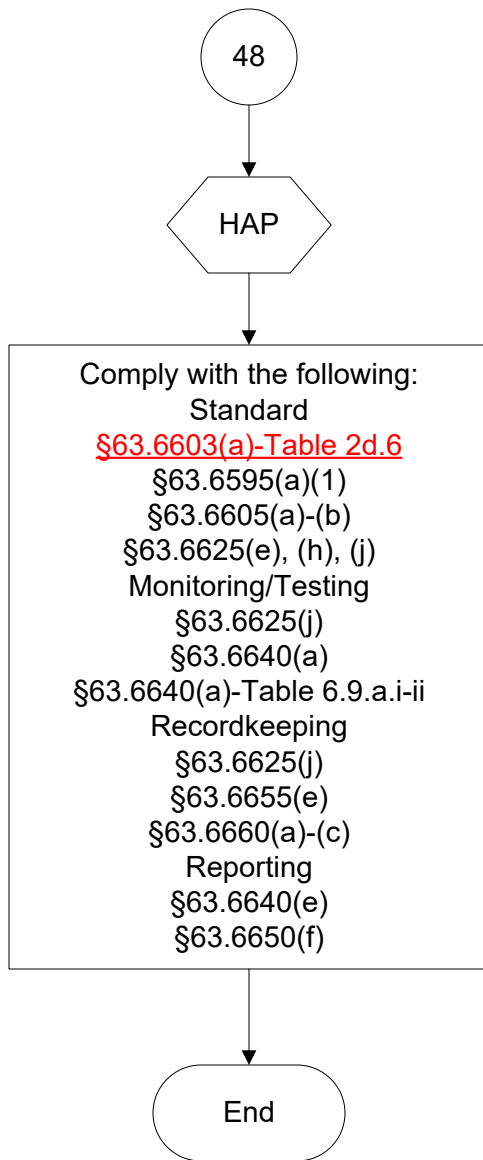 48
HAP
Comply with the following:
Standard
§63.6603(a)-Table 2d.6
§63.6595(a)(1)
§63.6605(a)-(b)
§63.6625(e), (h), (j)
Monitoring/Testing
§63.6625(j)
§63.6640(a)
§63.6640(a)-Table 6.9.a.i-ii
Recordkeeping
§63.6625(j)
§63.6655(e)
§63.6660(a)-(c)
Reporting
§63.6640(e)
§63.6650(f)
End